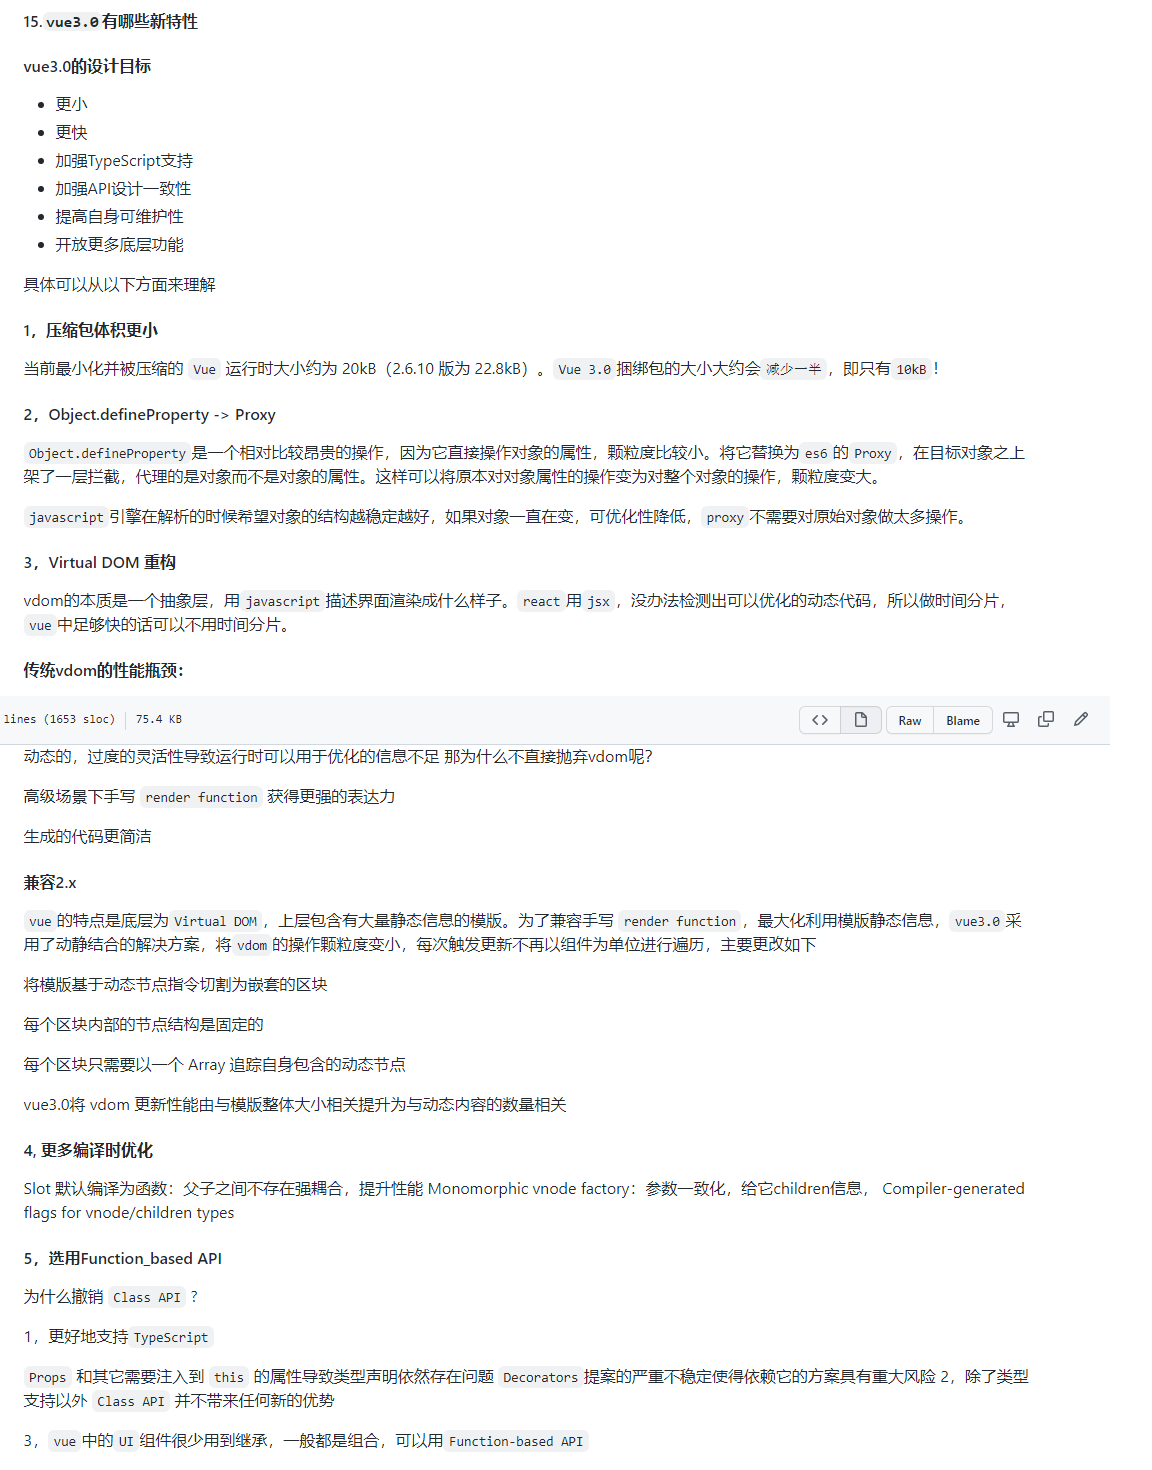 15. vue3.0 有哪些新特性
vue3.0的设计目标
更小
更快
加强TypeScript支持
加强API设计一致性
提高自身可维护性
开放更多底层功能
具体可以从以下方面来理解
1，压缩包体积更小
当前最小化并被压缩的 Vue 运行时大小约为 20kB（2.6.10 版为 22.8kB）。 Vue 3.0 捆绑包的大小大约会 减少一半 ，即只有 10kB！
2，Object.defineProperty -> Proxy
Object.defineProperty 是一个相对比较昂贵的操作，因为它直接操作对象的属性，颗粒度比较小。将它替换为 es6 的 Proxy ，在目标对象之上
架了一层拦截，代理的是对象而不是对象的属性。这样可以将原本对对象属性的操作变为对整个对象的操作，颗粒度变大。
javascript 引擎在解析的时候希望对象的结构越稳定越好，如果对象一直在变，可优化性降低， proxy 不需要对原始对象做太多操作。
3，Virtual DOM 重构
vdom的本质是一个抽象层，用 javascript 描述界面渲染成什么样子。 react 用 jsx ，没办法检测出可以优化的动态代码，所以做时间分片，
vue 中足够快的话可以不用时间分片。
传统vdom的性能瓶颈：
lines (1653 sloc) 75.4 KB <> Raw Blame
动态的，过度的灵活性导致运行时可以用于优化的信息不足 那为什么不直接抛弃vdom呢？
高级场景下手写 render function 获得更强的表达力
生成的代码更简洁
兼容2.x
vue 的特点是底层为 Virtual DOM ，上层包含有大量静态信息的模版。为了兼容手写 render function ，最大化利用模版静态信息， vue3.0 采
用了动静结合的解决方案，将 vdom 的操作颗粒度变小，每次触发更新不再以组件为单位进行遍历，主要更改如下
将模版基于动态节点指令切割为嵌套的区块
每个区块内部的节点结构是固定的
每个区块只需要以一个 Array 追踪自身包含的动态节点
vue3.0将 vdom 更新性能由与模版整体大小相关提升为与动态内容的数量相关
4, 更多编译时优化
Slot 默认编译为函数：父子之间不存在强耦合，提升性能 Monomorphic vnode factory：参数一致化，给它children信息， Compiler-generated
flags for vnode/children types
5，选用Function_based API
为什么撤销 Class API ？
1，更好地支持 TypeScript
Props 和其它需要注入到 this 的属性导致类型声明依然存在问题 Decorators 提案的严重不稳定使得依赖它的方案具有重大风险 2，除了类型
支持以外 Class API 并不带来任何新的优势
3， vue 中的 UI 组件很少用到继承，一般都是组合，可以用 Function-based API